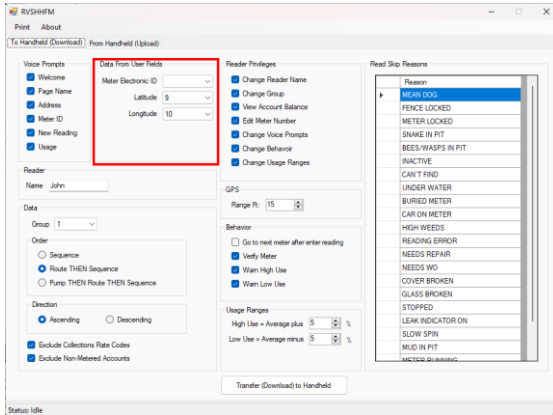 RVSHHFM
Print About
To Handheld (Download) From Handheld (Upload)
Voice Prompts
Welcome
Page Name
Address
Meter ID
New Reading
Usage
Data From User Fields
Meter Electronic ID
Latitude 9
Longitude 10
Reader Privileges
Change Reader Name
Change Group
View Account Balance
Edit Meter Number
Change Voice Prompts
Change Behavoir
Change Usage Ranges
Read Skip Reasons
Reason
MEAN DOG
FENCE LOCKED
METER LOCKED
SNAKE IN PIT
BEES/WASPS IN PIT
INACTIVE
CAN'T FIND
UNDER WATER
BURIED METER
CAR ON METER
HIGH WEEDS
READING ERROR
NEEDS REPAIR
NEEDS WO
COVER BROKEN
GLASS BROKEN
STOPPED
LEAK INDICATOR ON
SLOW SPIN
MUD IN PIT
METER RUNNING
Reader
Name John
Data
Group 1
Order
Sequence
Route THEN Sequence
Pump THEN Route THEN Sequence
Direction
Ascending Descending
Exclude Collections Rate Codes
Exclude Non-Metered Accounts
GPS
Range Ft: 15
Behavior
Go to next meter after enter reading
Verify Meter
Warn High Use
Warn Low Use
Usage Ranges
High Use = Average plus 5 %
Low Use = Average minus 5 %
Transfer (Download) to Handheld
Status: Idle